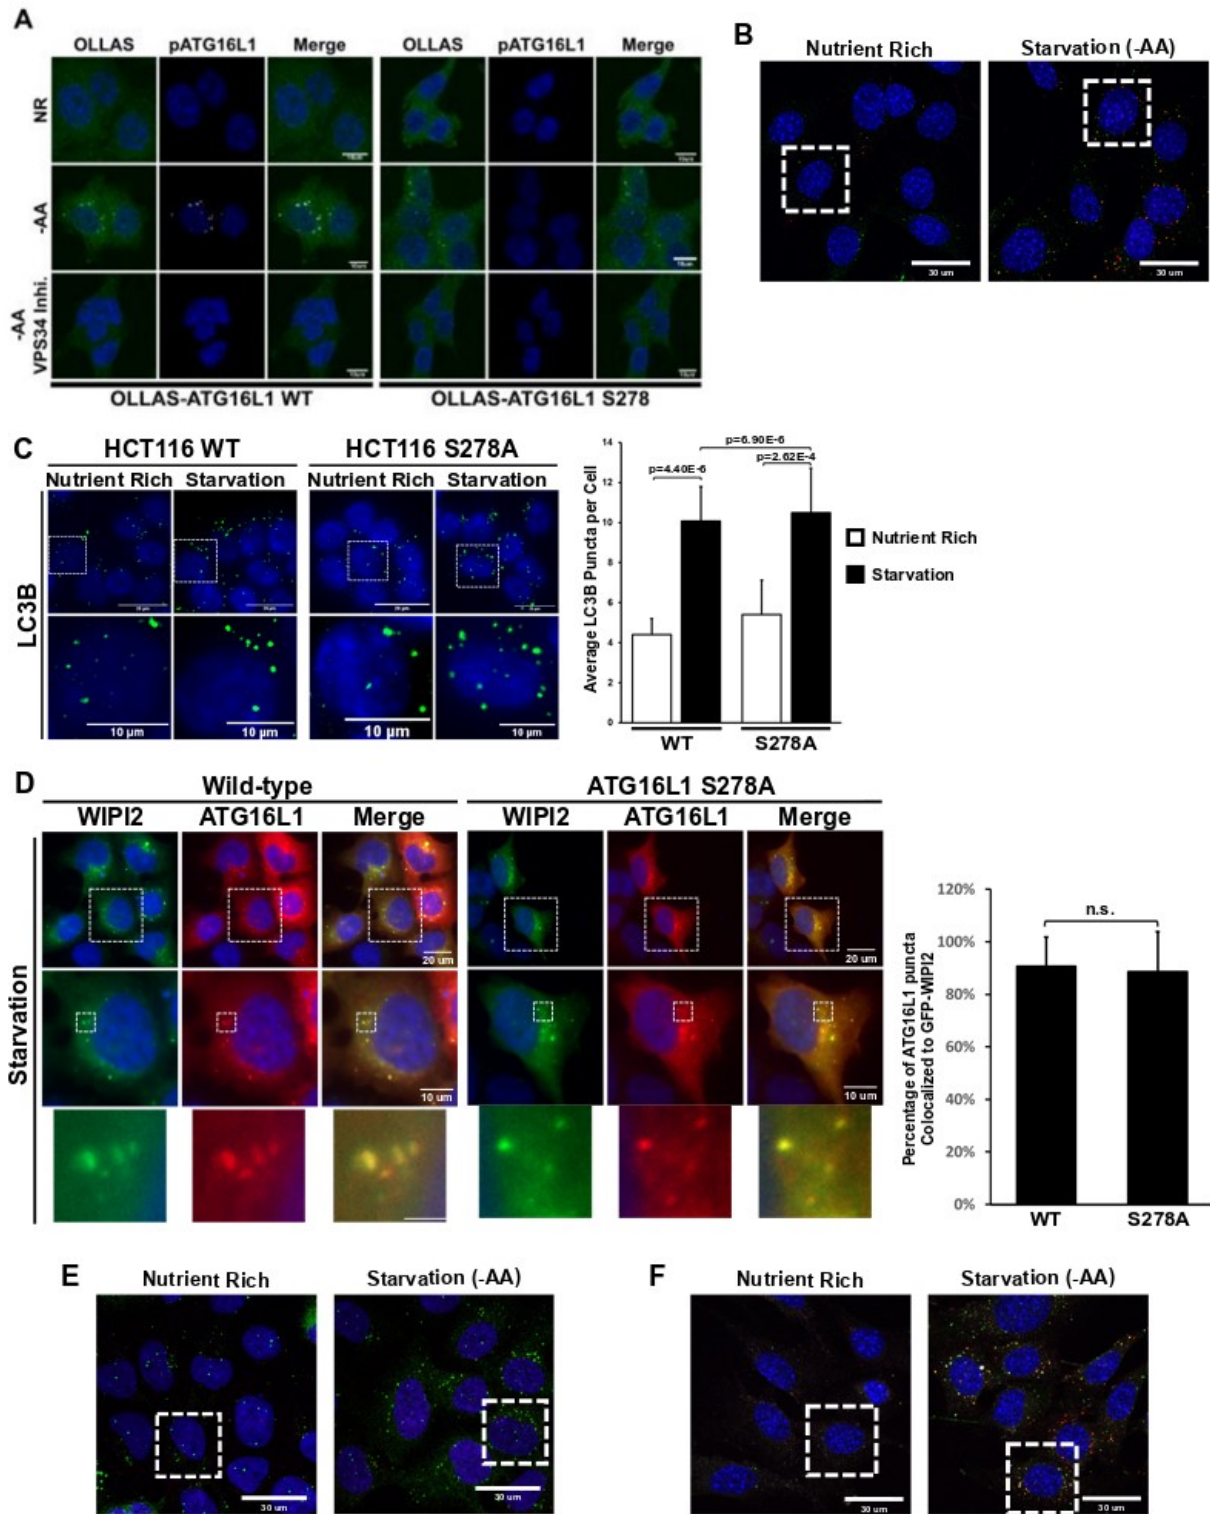 A
OLLAS pATG16L1 Merge OLLAS pATG16L1 Merge
NR
-AA
-AA
VPS34 Inhi.
OLLAS-ATG16L1 WT OLLAS-ATG16L1 S278
B
Nutrient Rich Starvation (-AA)
30 um 30 um
C
HCT116 WT HCT116 S278A
Nutrient Rich Starvation Nutrient Rich Starvation
LC3B
10 µm 10 µm 10 µm 10 µm
Average LC3B Puncta per Cell
14
12
10
8
6
4
2
0
p=4.40E-6
p=6.90E-6
p=2.62E-4
WT S278A
Nutrient Rich
Starvation
D
Wild-type ATG16L1 S278A
WIPI2 ATG16L1 Merge WIPI2 ATG16L1 Merge
Starvation
20 um 20 um
10 um 10 um
Percentage of ATG16L1 puncta
Colocalized to GFP-WIPI2
120%
100%
80%
60%
40%
20%
0%
n.s.
WT S278A
E
Nutrient Rich Starvation (-AA)
30 um 30 um
F
Nutrient Rich Starvation (-AA)
30 um 30 um